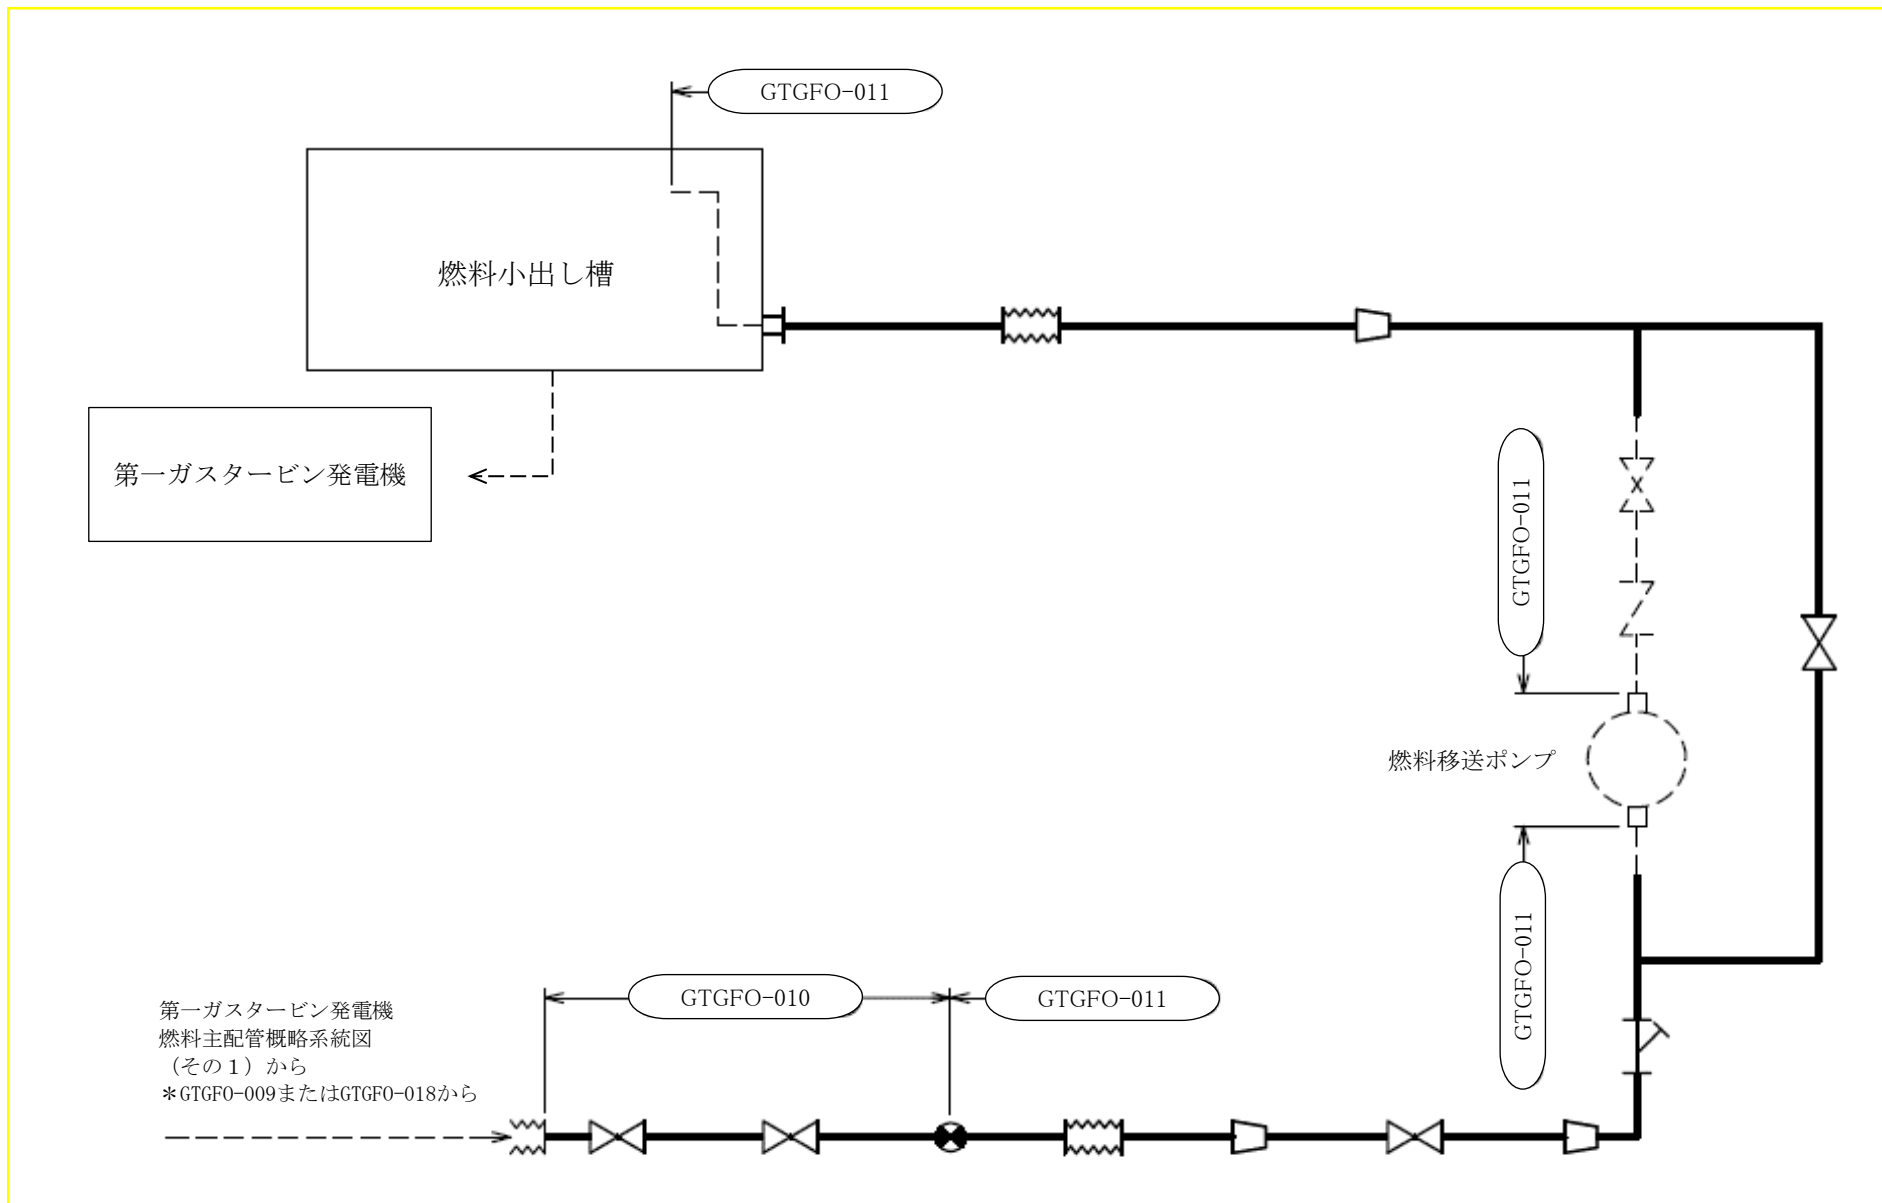 GTGFO-011
燃料小出し槽
第一ガスタービン発電機
GTGFO-011
燃料移送ポンプ
GTGFO-011
GTGFO-010
GTGFO-011
第一ガスタービン発電機
燃料主配管概略系統図
（その１）から
＊GTGFO-009またはGTGFO-018から